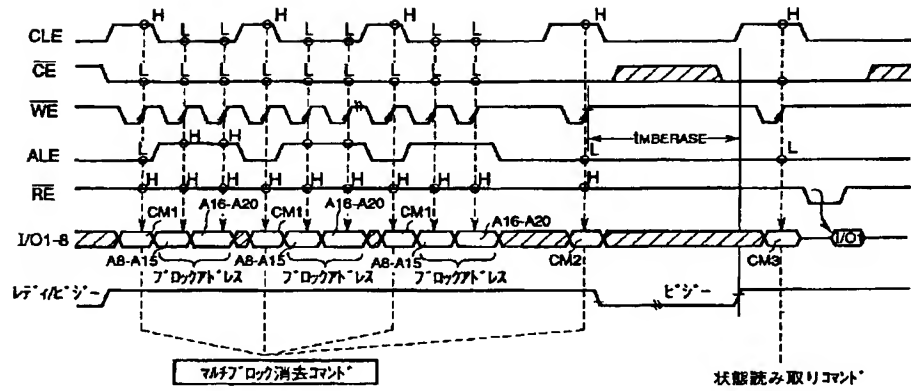 CLE H L L H L L H L L H H
CE L L L L L L L L L L
WE tMBERASE
ALE L H H L L
RE H H H H H H H H H H
A16-A20 A16-A20 A16-A20
CM1 CM1 CM1
I/O1-8 I/O1
A8-A15 A8-A15 A8-A15 CM2 CM3
ブロックアドレス ブロックアドレス ブロックアドレス
レディ/ビジー ビジー
マルチブロック消去コマンド 状態読み取りコマンド